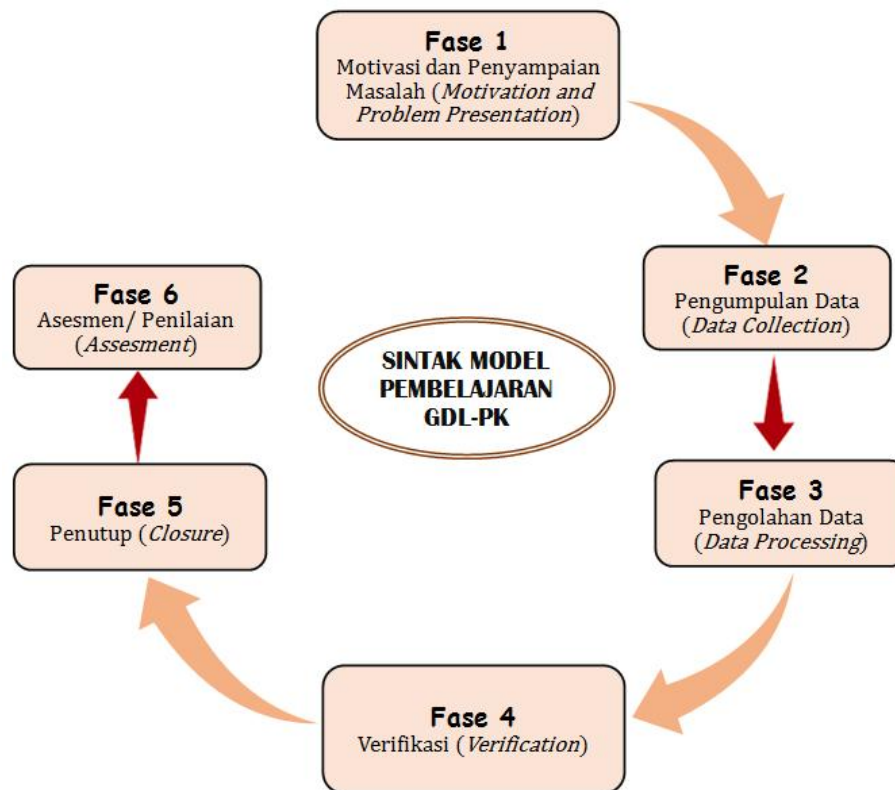 Fase 1
Motivasi dan Penyampaian
Masalah (Motivation and
Problem Presentation)
Fase 2
Pengumpulan Data
(Data Collection)
Fase 3
Pengolahan Data
(Data Processing)
Fase 4
Verifikasi (Verification)
Fase 5
Penutup (Closure)
Fase 6
Asesmen/ Penilaian
(Assesment)
SINTAK MODEL
PEMBELAJARAN
GDL-PK